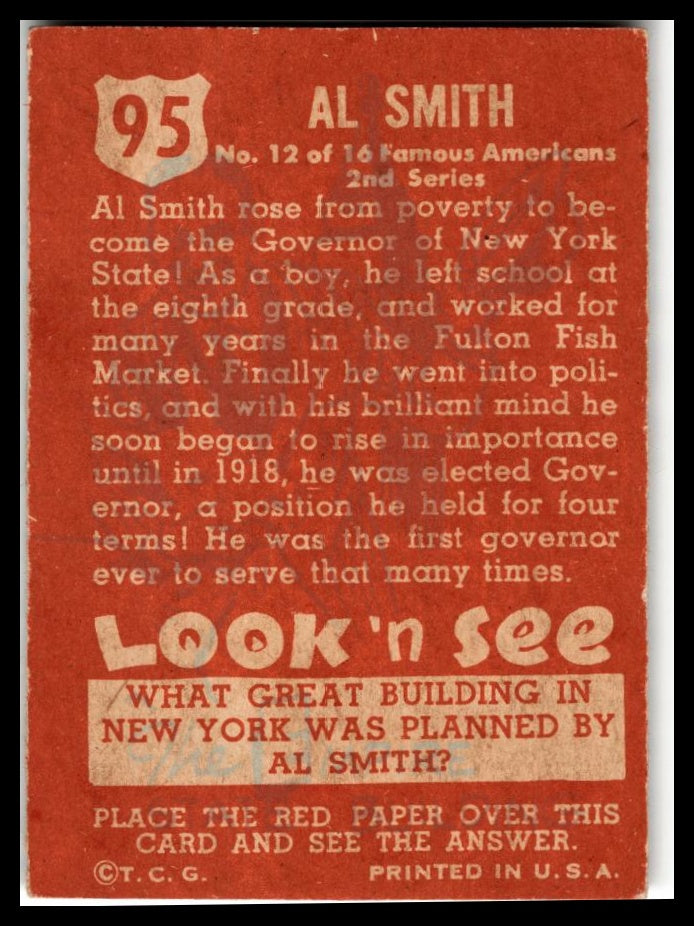 95
AL SMITH
No. 12 of 16 Famous Americans
2nd Series
Al Smith rose from poverty to be-
come the Governor of New York
State! As a boy, he left school at
the eighth grade, and worked for
many years in the Fulton Fish
Market. Finally he went into poli-
tics, and with his brilliant mind he
soon began to rise in importance
until in 1918, he was elected Gov-
ernor, a position he held for four
terms! He was the first governor
ever to serve that many times.
LOOK 'n SEE
WHAT GREAT BUILDING IN
NEW YORK WAS PLANNED BY
AL SMITH?
The
PLACE THE RED PAPER OVER THIS
CARD AND SEE THE ANSWER.
©T. C. G.
PRINTED IN U. S. A.